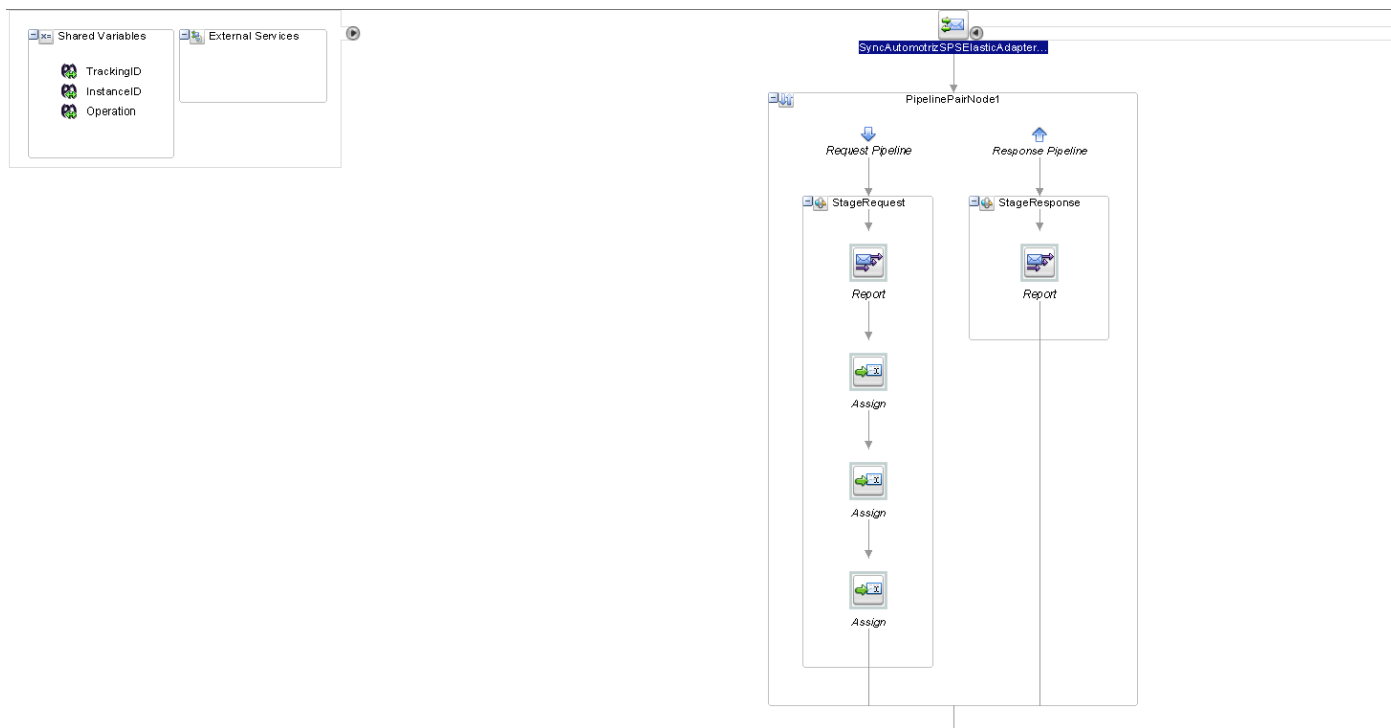 Shared Variables
External Services
TrackingID
InstanceID
Operation
SyncAutomotrizSPSElasticAdapter...
PipelinePairNode1
Request Pipeline
Response Pipeline
StageRequest
StageResponse
Report
Report
Assign
Assign
Assign